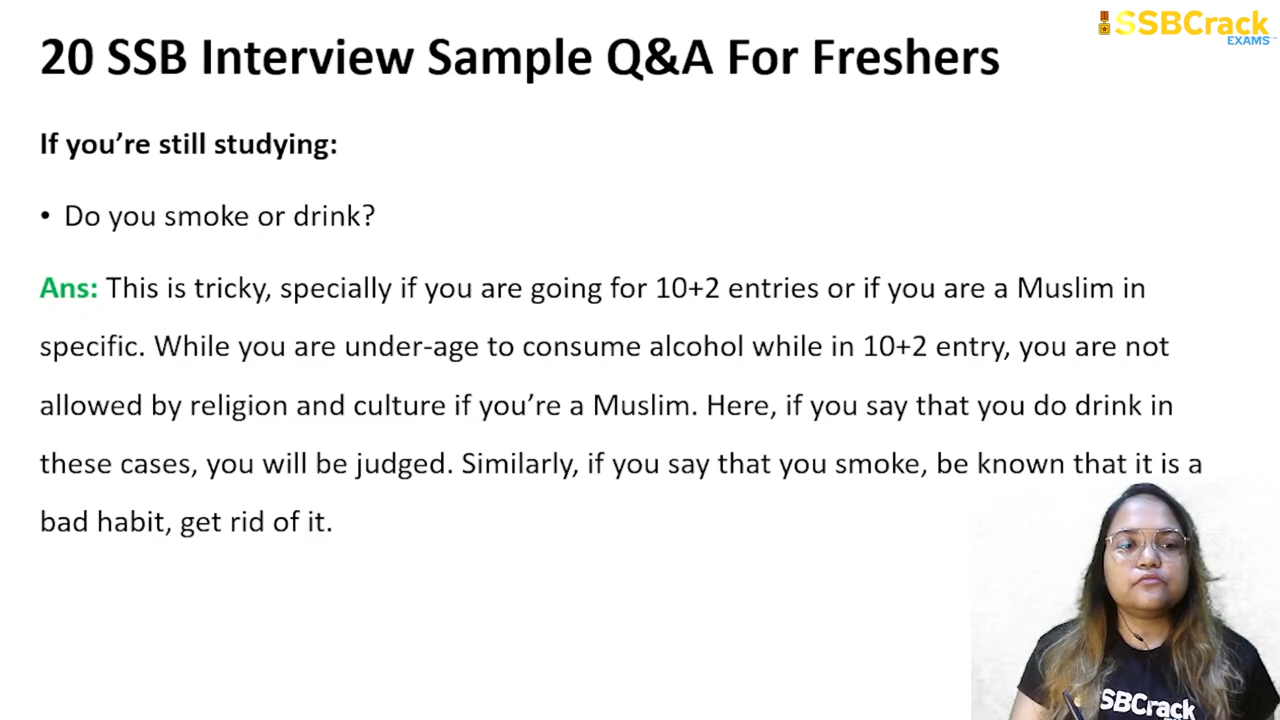 SSBCrack
EXAMS
20 SSB Interview Sample Q&A For Freshers
If you’re still studying:
• Do you smoke or drink?
Ans: This is tricky, specially if you are going for 10+2 entries or if you are a Muslim in
specific. While you are under-age to consume alcohol while in 10+2 entry, you are not
allowed by religion and culture if you’re a Muslim. Here, if you say that you do drink in
these cases, you will be judged. Similarly, if you say that you smoke, be known that it is a
bad habit, get rid of it.
SBCrack